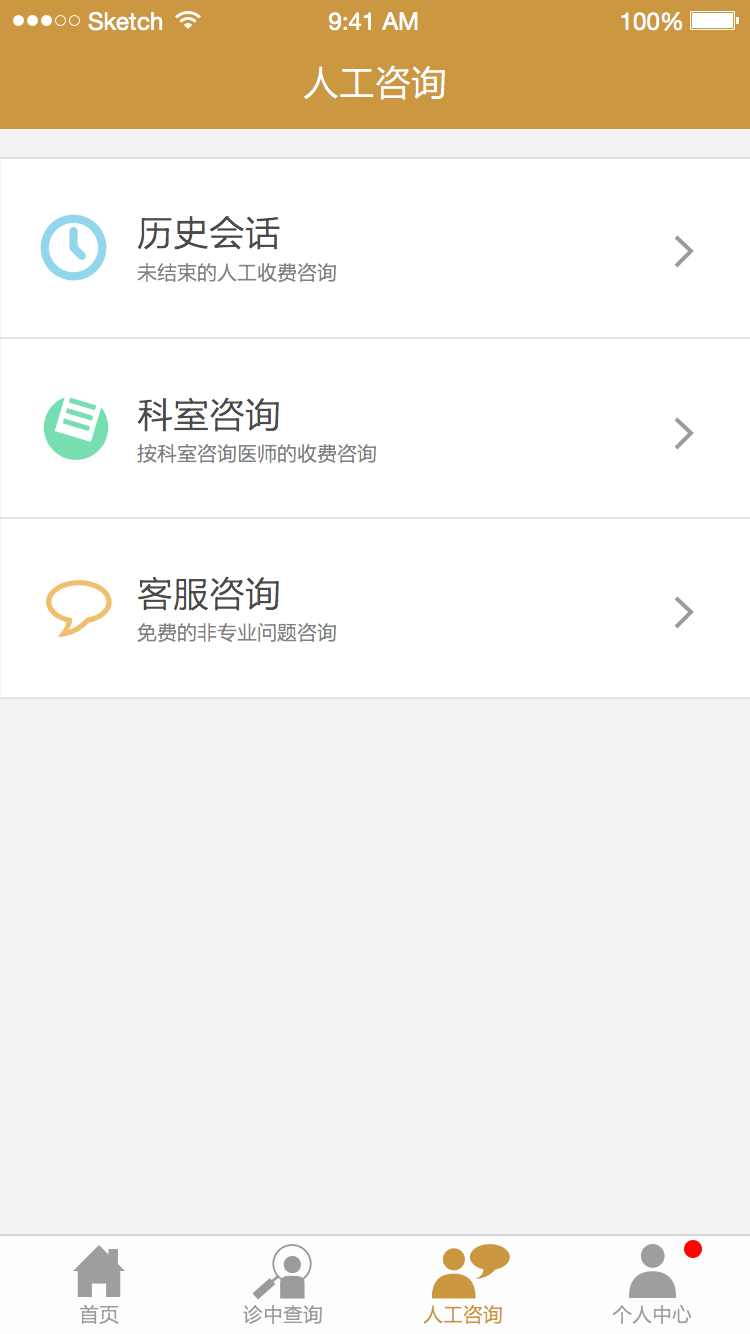 Sketch 9:41 AM 100%
人工咨询
历史会话
未结束的人工收费咨询
科室咨询
按科室咨询医师的收费咨询
客服咨询
免费的非专业问题咨询
首页 诊中查询 人工咨询 个人中心